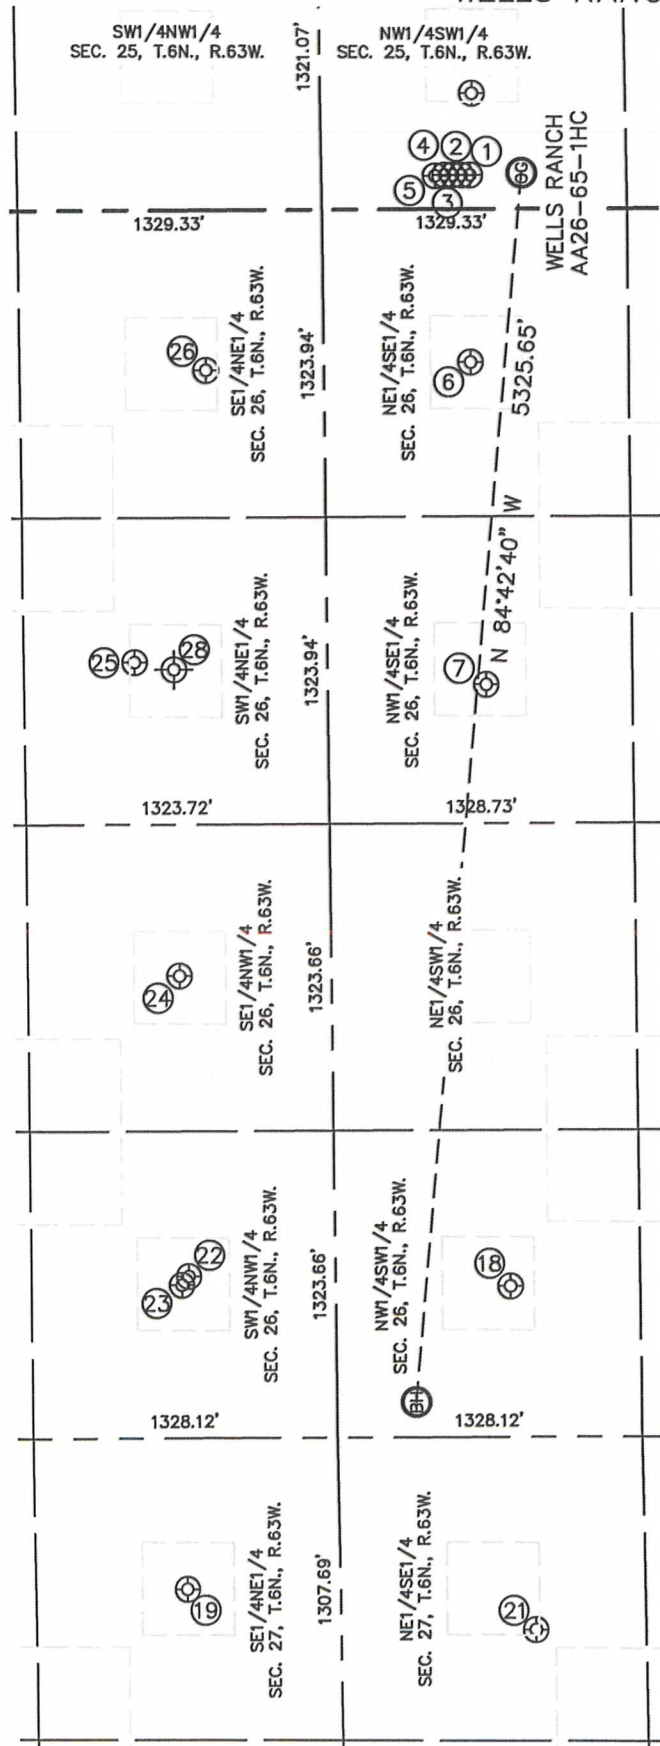 SW1/4NW1/4
SEC. 25, T.6N., R.63W.
1321.07'
NW1/4SW1/4
SEC. 25, T.6N., R.63W.
4
2
1
5
3
OG
WELLS RANCH
AA26-65-1HC
1329.33'
1329.33'
26
SE1/4NE1/4
SEC. 26, T.6N., R.63W.
1323.94'
NE1/4SE1/4
SEC. 26, T.6N., R.63W.
6
5325.65'
25
28
SW1/4NE1/4
SEC. 26, T.6N., R.63W.
1323.94'
NW1/4SE1/4
SEC. 26, T.6N., R.63W.
7
N 84°42'40" W
1323.72'
1328.73'
24
SE1/4NW1/4
SEC. 26, T.6N., R.63W.
1323.66'
NE1/4SW1/4
SEC. 26, T.6N., R.63W.
23
22
SW1/4NW1/4
SEC. 26, T.6N., R.63W.
1323.66'
NW1/4SW1/4
SEC. 26, T.6N., R.63W.
18
BH
1328.12'
1328.12'
19
SE1/4NE1/4
SEC. 27, T.6N., R.63W.
1307.69'
NE1/4SE1/4
SEC. 27, T.6N., R.63W.
21